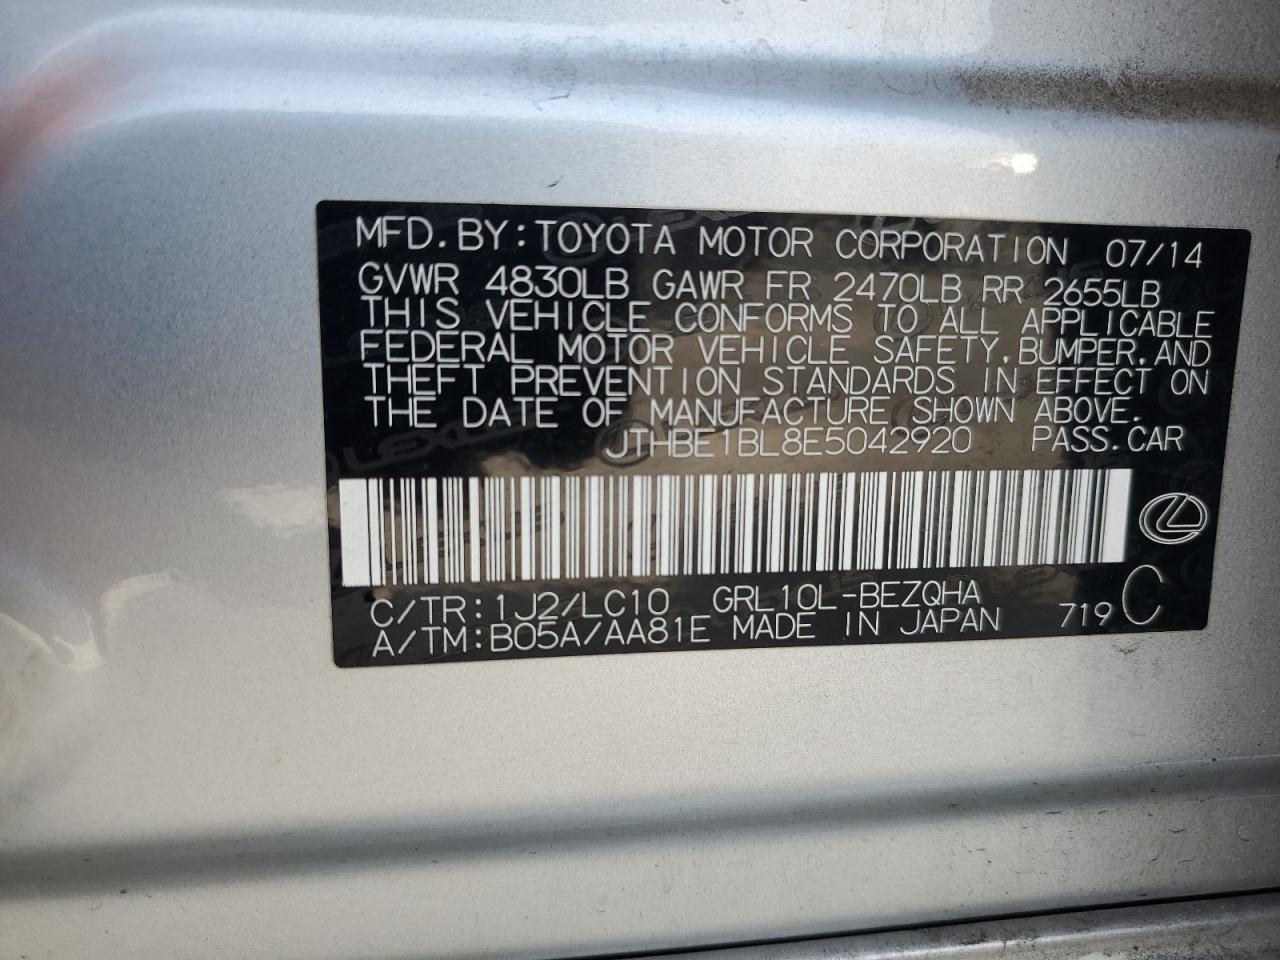 MFD. BY: TOYOTA MOTOR CORPORATION 07/14
GVWR 4830LB GAWR FR 2470LB RR 2655LB
THIS VEHICLE CONFORMS TO ALL APPLICABLE
FEDERAL MOTOR VEHICLE SAFETY, BUMPER, AND
THEFT PREVENTION STANDARDS IN EFFECT ON
THE DATE OF MANUFACTURE SHOWN ABOVE.
JTHBE1BL8E5042920 PASS. CAR
C/TR: 1J2/LC10 GRL10L-BEZQHA
A/TM: B05A/AA81E MADE IN JAPAN 719 C